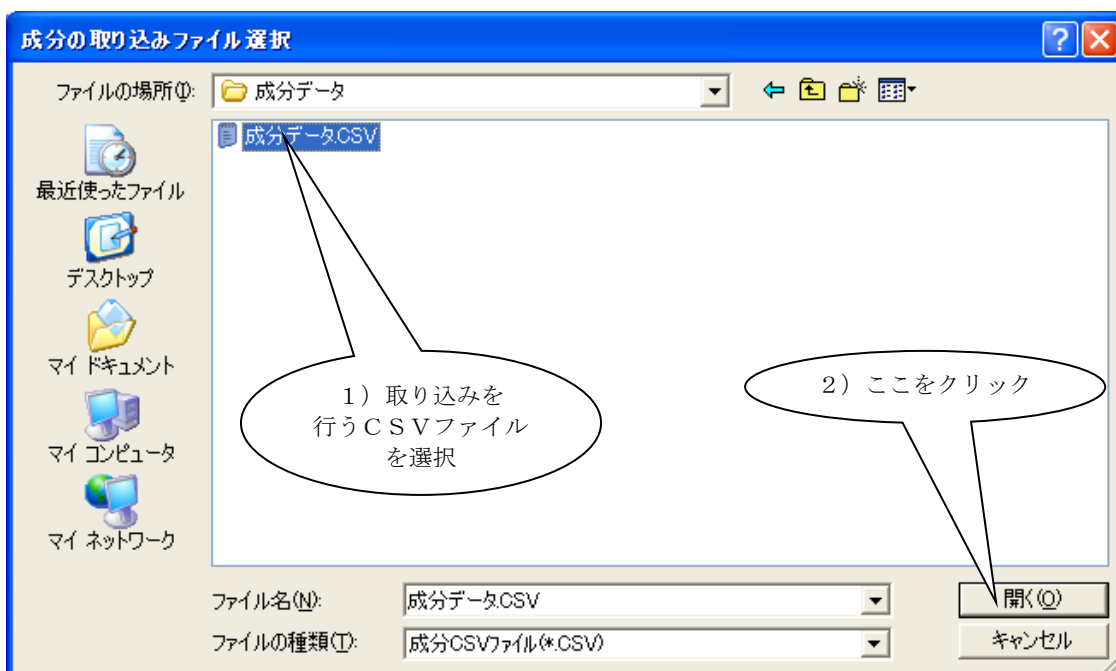 成分の取り込みファイル選択
ファイルの場所(I):
成分データ
成分データ.CSV
最近使ったファイル
デスクトップ
マイ ドキュメント
マイ コンピュータ
マイ ネットワーク
1）取り込みを
行うＣＳＶファイル
を選択
2）ここをクリック
ファイル名(N):
成分データ.CSV
開く(O)
ファイルの種類(T):
成分CSVファイル(*.CSV)
キャンセル